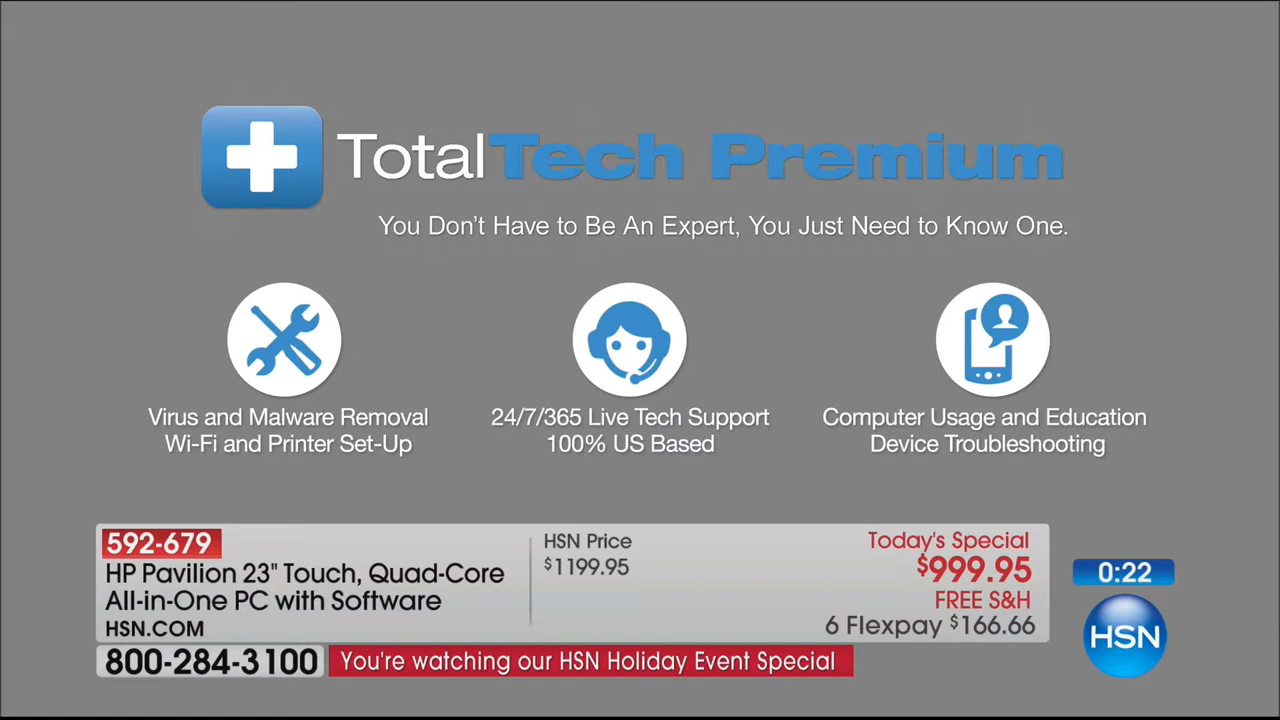 TotalTech Premium
You Don't Have to Be An Expert, You Just Need to Know One.
Virus and Malware Removal
Wi-Fi and Printer Set-Up
24/7/365 Live Tech Support
100% US Based
Computer Usage and Education
Device Troubleshooting
592-679
HP Pavilion 23" Touch, Quad-Core
All-in-One PC with Software
HSN.COM
HSN Price
$1199.95
Today's Special
$999.95
FREE S&H
6 Flexpay $166.66
0:22
HSN
800-284-3100
You're watching our HSN Holiday Event Special